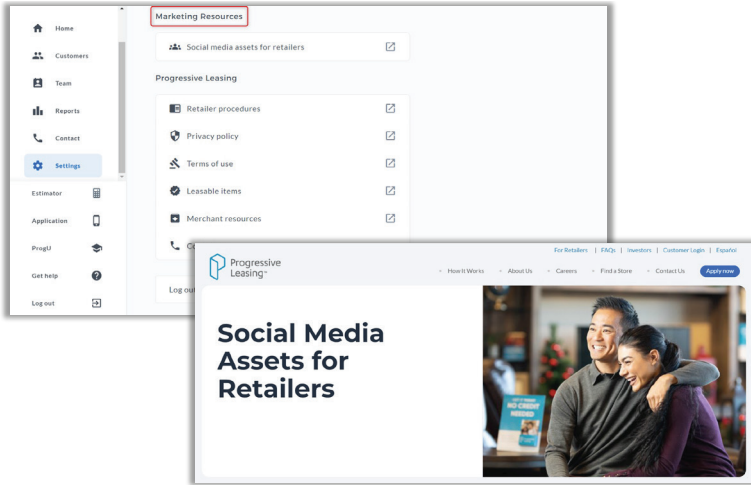 Marketing Resources
Home
Social media assets for retailers
Customers
Progressive Leasing
Team
Reports
Retailer procedures
Contact
Privacy policy
Settings
Terms of use
Estimator
Leasable items
Application
Merchant resources
ProgU
Get help
Log out
Log out
For Retailers | FAQs | Investors | Customer Login | Español
Progressive
Leasing
How It Works About Us Careers Find a Store Contact Us Apply now
Social Media
Assets for
Retailers
NO CREDIT
NEEDED